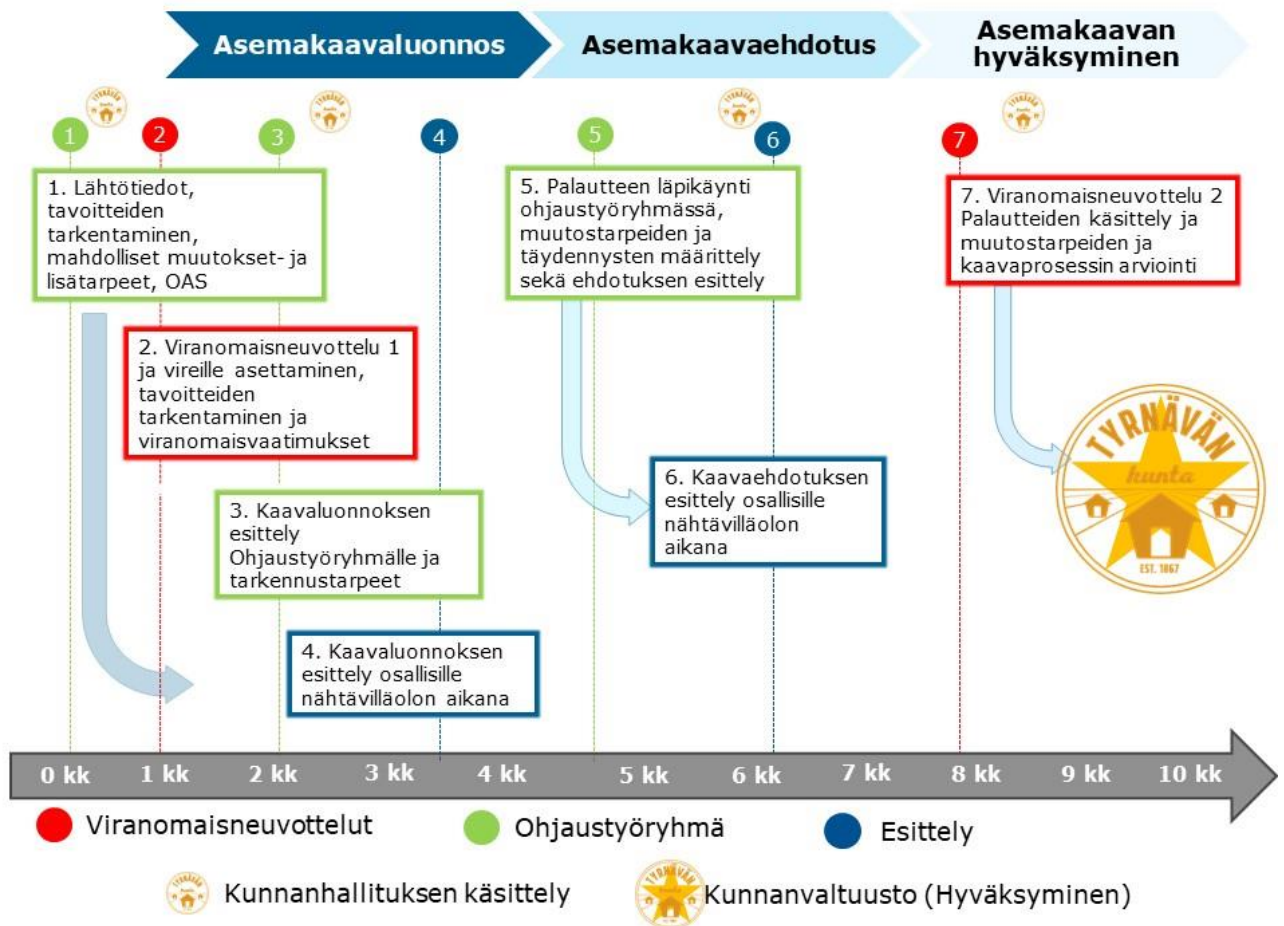 Asemakaavaluonnos
Asemakaavaehdotus
Asemakaavan
hyväksyminen
1
2
3
4
5
6
7
1. Lähtötiedot,
tavoitteiden
tarkentaminen,
mahdolliset muutokset- ja
lisätarpeet, OAS
2. Viranomaisneuvottelu 1
ja vireille asettaminen,
tavoitteiden
tarkentaminen ja
viranomaisvaatimukset
3. Kaavaluonnoksen
esittely
Ohjaustyöryhmälle ja
tarkennustarpeet
4. Kaavaluonnoksen
esittely osallisille
nähtävilläolon aikana
5. Palautteen läpikäynti
ohjaustyöryhmässä,
muutostarpeiden ja
täydennysten määrittely
sekä ehdotuksen esittely
6. Kaavaehdotuksen
esittely osallisille
nähtävilläolon
aikana
7. Viranomaisneuvottelu 2
Palautteiden käsittely ja
muutostarpeiden ja
kaavaprosessin arviointi
TYRNÄVÄN
kunta
EST. 1867
0 kk 1 kk 2 kk 3 kk 4 kk 5 kk 6 kk 7 kk 8 kk 9 kk 10 kk
Viranomaisneuvottelut
Ohjaustyöryhmä
Esittely
Kunnanhallituksen käsittely
TYRNÄVÄN
Kunnanvaltuusto (Hyväksyminen)